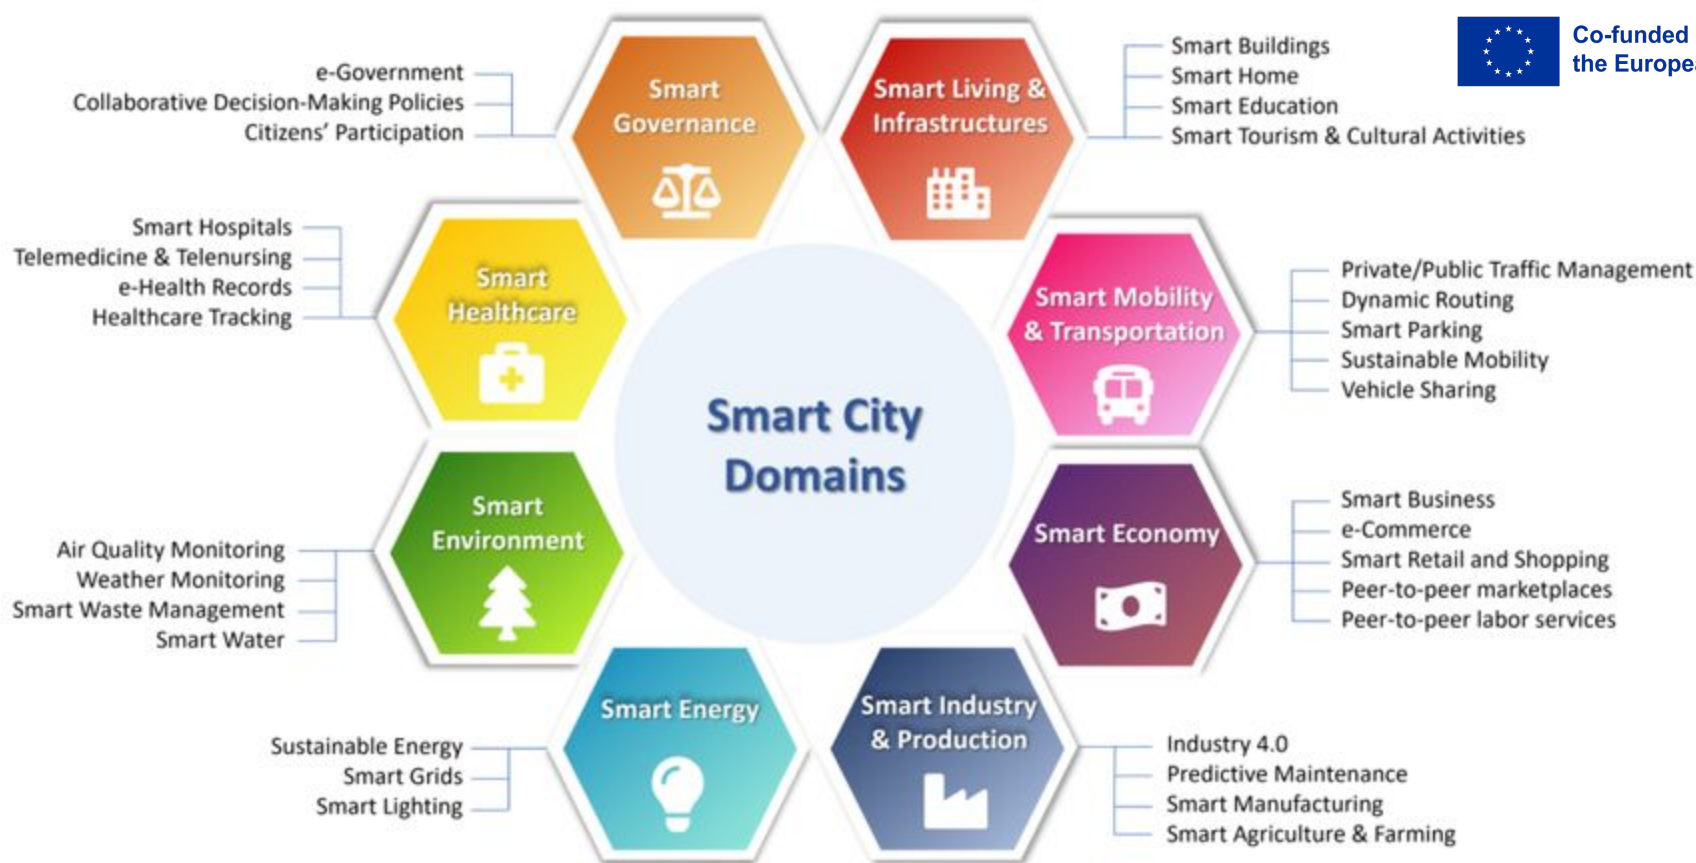 Co-funded
the Europea
e-Government
Collaborative Decision-Making Policies
Citizens' Participation
Smart
Governance
Smart Living &
Infrastructures
Smart Buildings
Smart Home
Smart Education
Smart Tourism & Cultural Activities
Smart Hospitals
Telemedicine & Telenursing
e-Health Records
Healthcare Tracking
Smart
Healthcare
Smart Mobility
& Transportation
Private/Public Traffic Management
Dynamic Routing
Smart Parking
Sustainable Mobility
Vehicle Sharing
Smart City
Domains
Air Quality Monitoring
Weather Monitoring
Smart Waste Management
Smart Water
Smart
Environment
Smart Economy
Smart Business
e-Commerce
Smart Retail and Shopping
Peer-to-peer marketplaces
Peer-to-peer labor services
Sustainable Energy
Smart Grids
Smart Lighting
Smart Energy
Smart Industry
& Production
Industry 4.0
Predictive Maintenance
Smart Manufacturing
Smart Agriculture & Farming